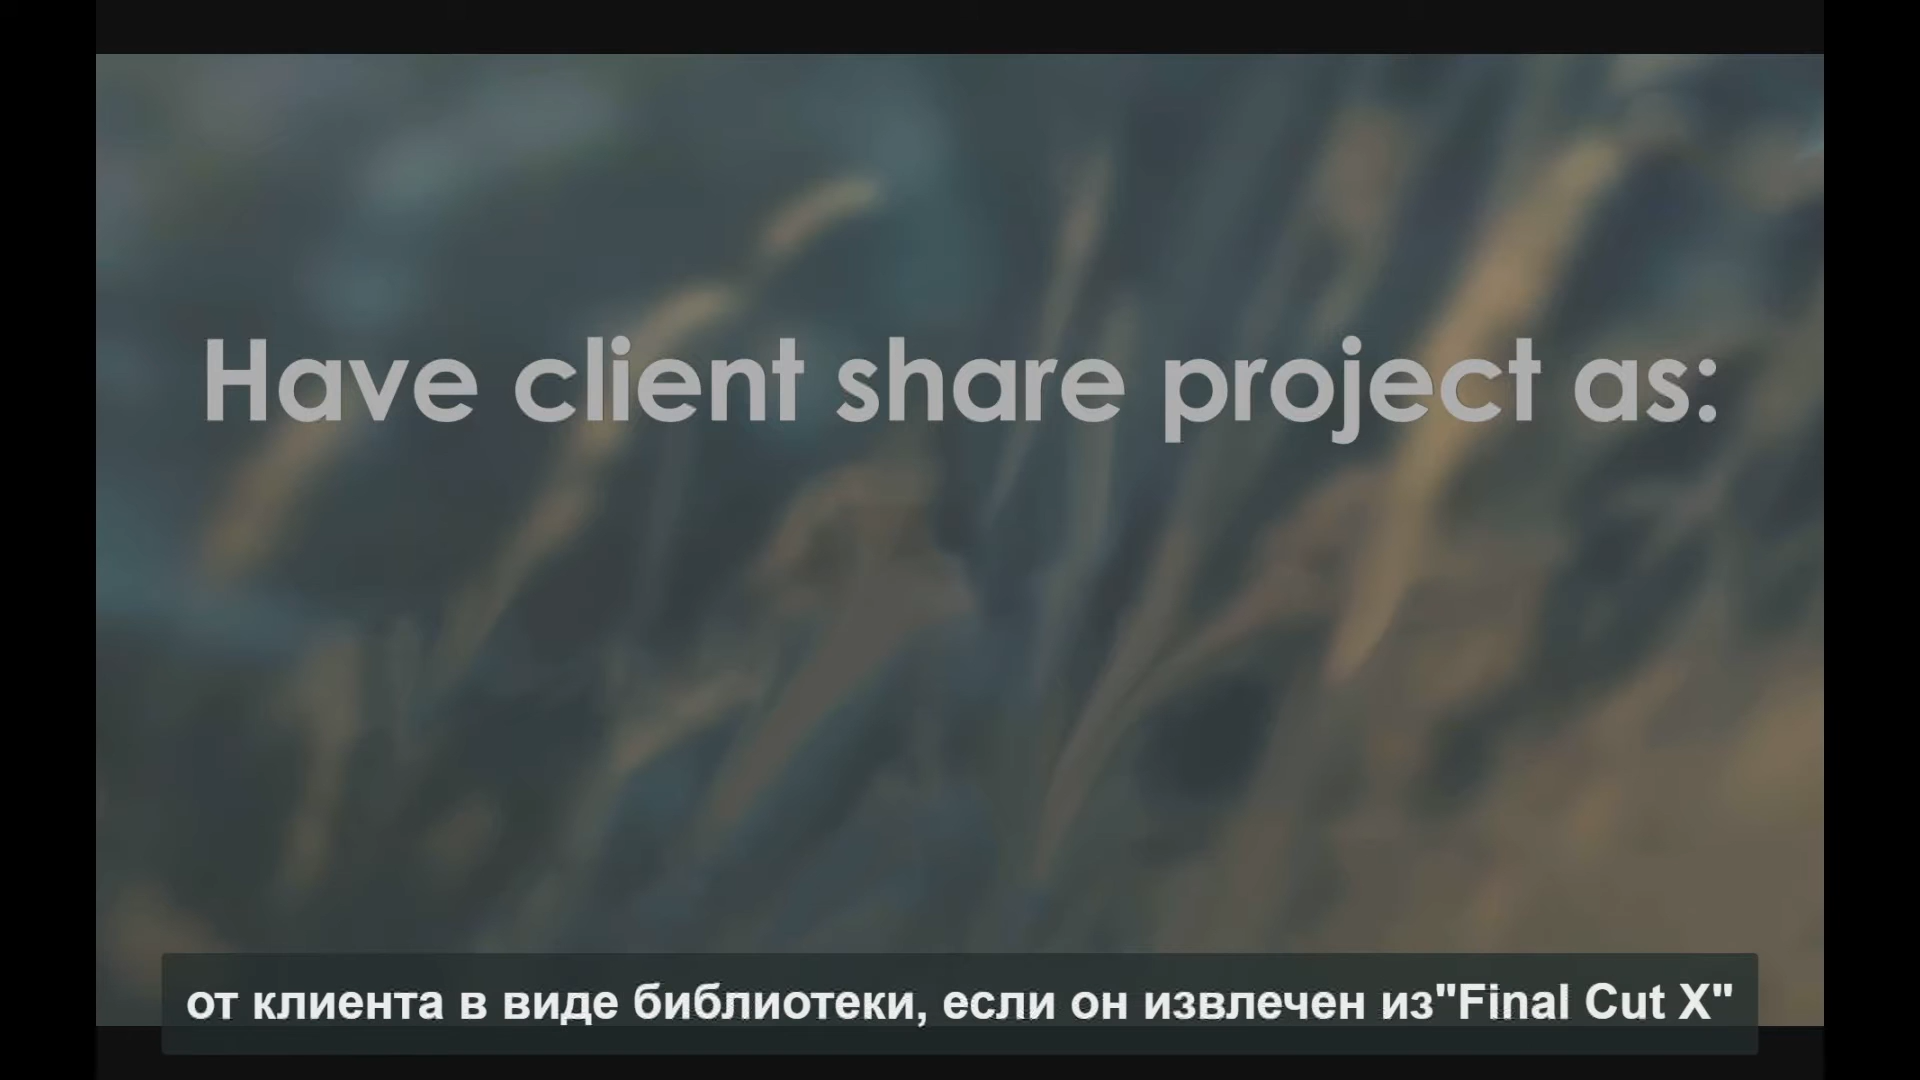 Have client share project as:
от клиента в виде библиотеки, если он извлечен из"Final Cut X"